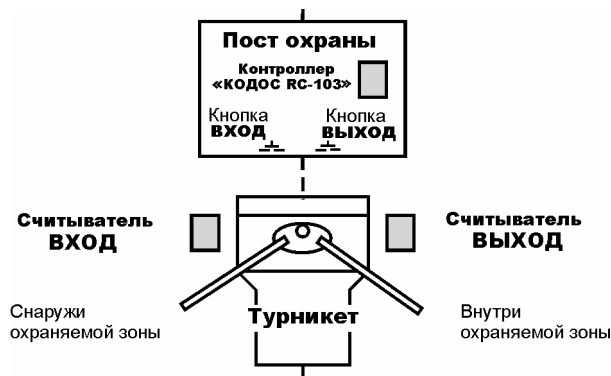 Пост охраны
Контроллер
«КОДОС RC-103»
Кнопка
ВХОД
Кнопка
ВЫХОД
Считыватель
ВХОД
Считыватель
ВЫХОД
Снаружи
охраняемой зоны
Турникет
Внутри
охраняемой зоны